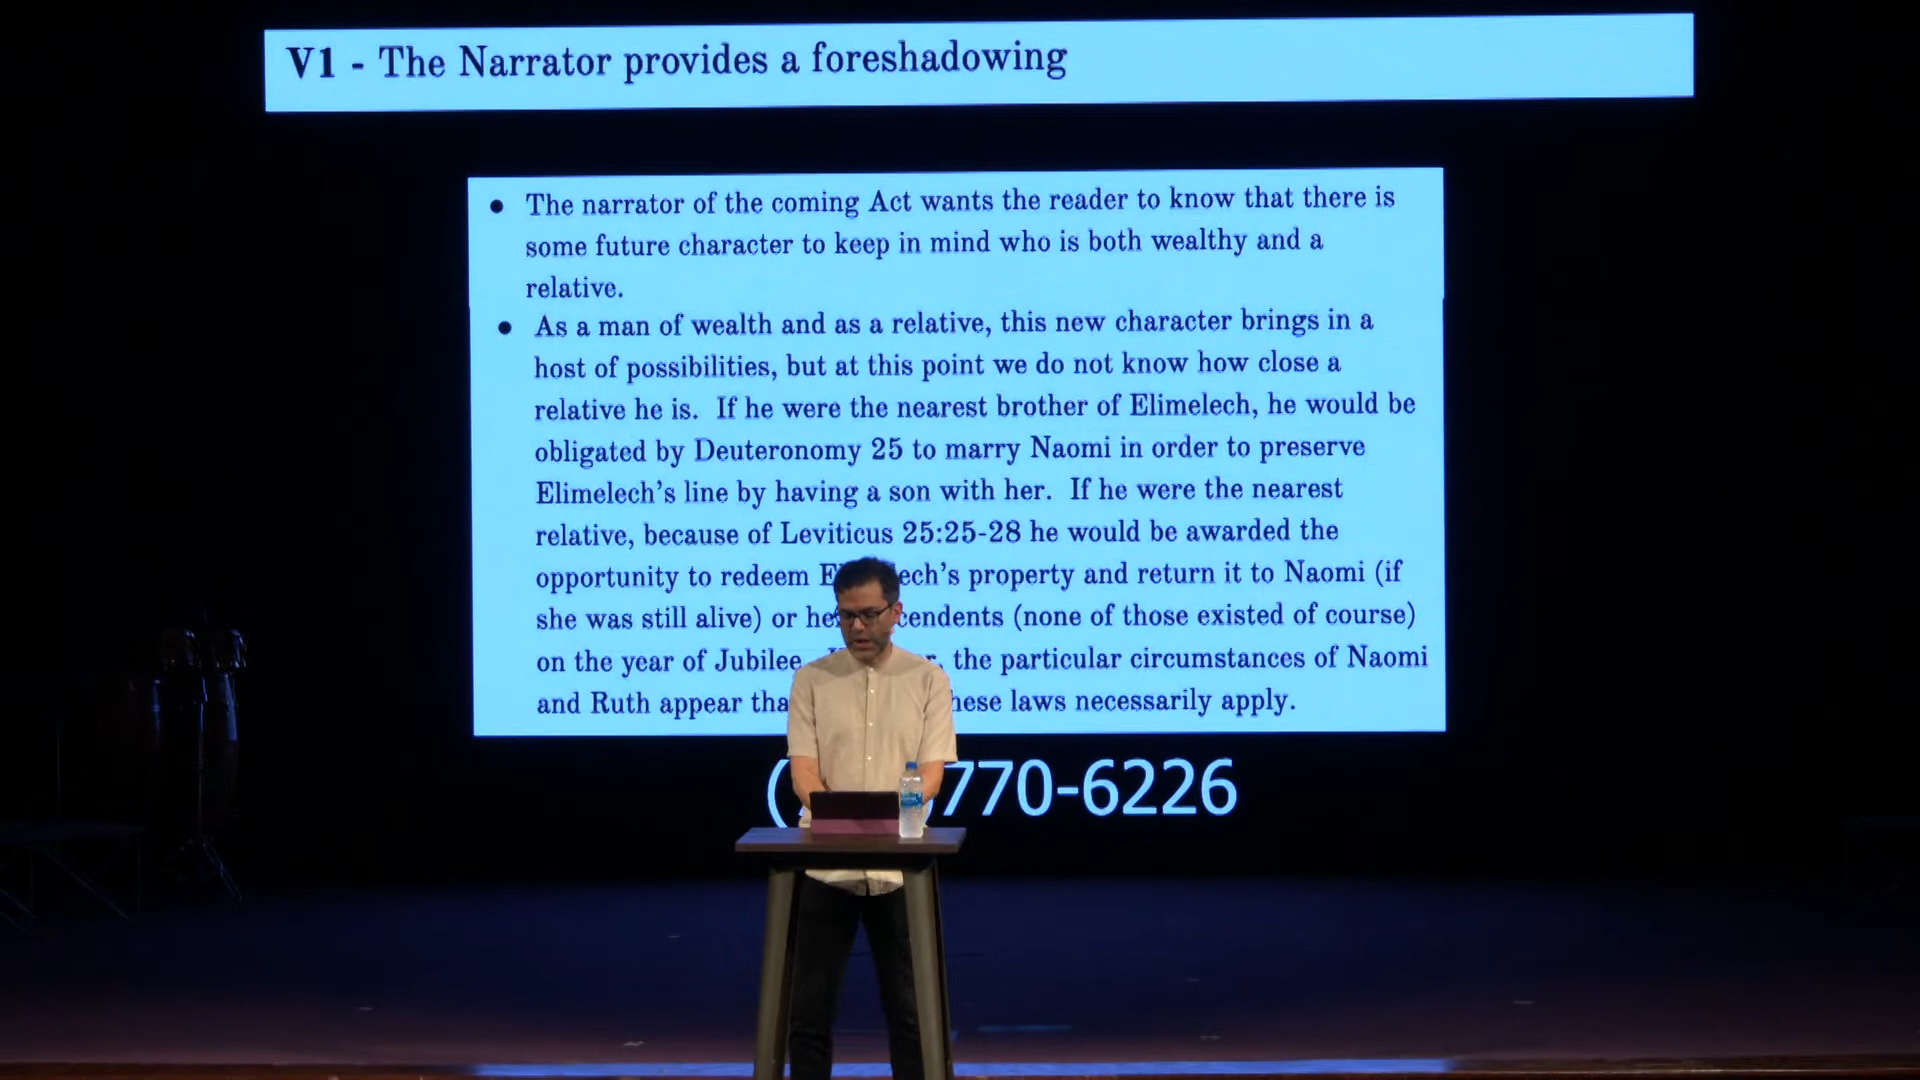 V1 - The Narrator provides a foreshadowing
● The narrator of the coming Act wants the reader to know that there is
some future character to keep in mind who is both wealthy and a
relative.
● As a man of wealth and as a relative, this new character brings in a
host of possibilities, but at this point we do not know how close a
relative he is. If he were the nearest brother of Elimelech, he would be
obligated by Deuteronomy 25 to marry Naomi in order to preserve
Elimelech's line by having a son with her. If he were the nearest
relative, because of Leviticus 25:25-28 he would be awarded the
opportunity to redeem ech's property and return it to Naomi (if
she was still alive) or cendents (none of those existed of course)
on the year of Jubilee the particular circumstances of Naomi
and Ruth appear hese laws necessarily apply.
770-6226